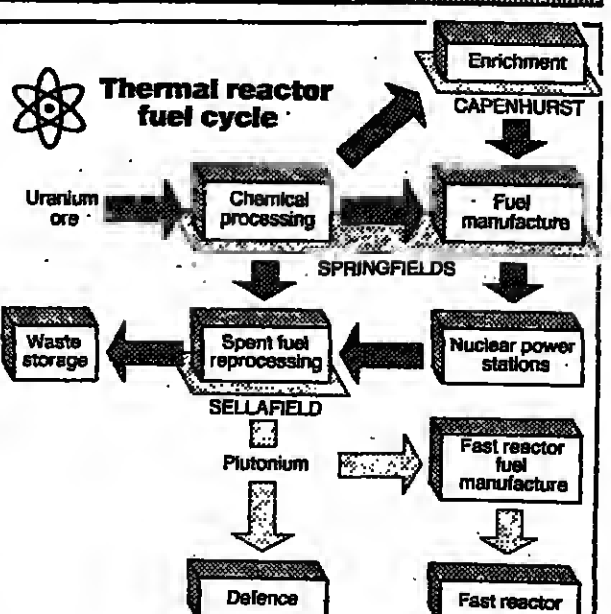 Thermal reactor
fuel cycle
Enrichment
CAPENHURST
Uranium
ore
Chemical
processing
Fuel
manufacture
SPRINGFIELDS
Waste
storage
Spent fuel
reprocessing
Nuclear power
stations
SELLAFIELD
Plutonium
Fast reactor
fuel
manufacture
Defence
Fast reactor